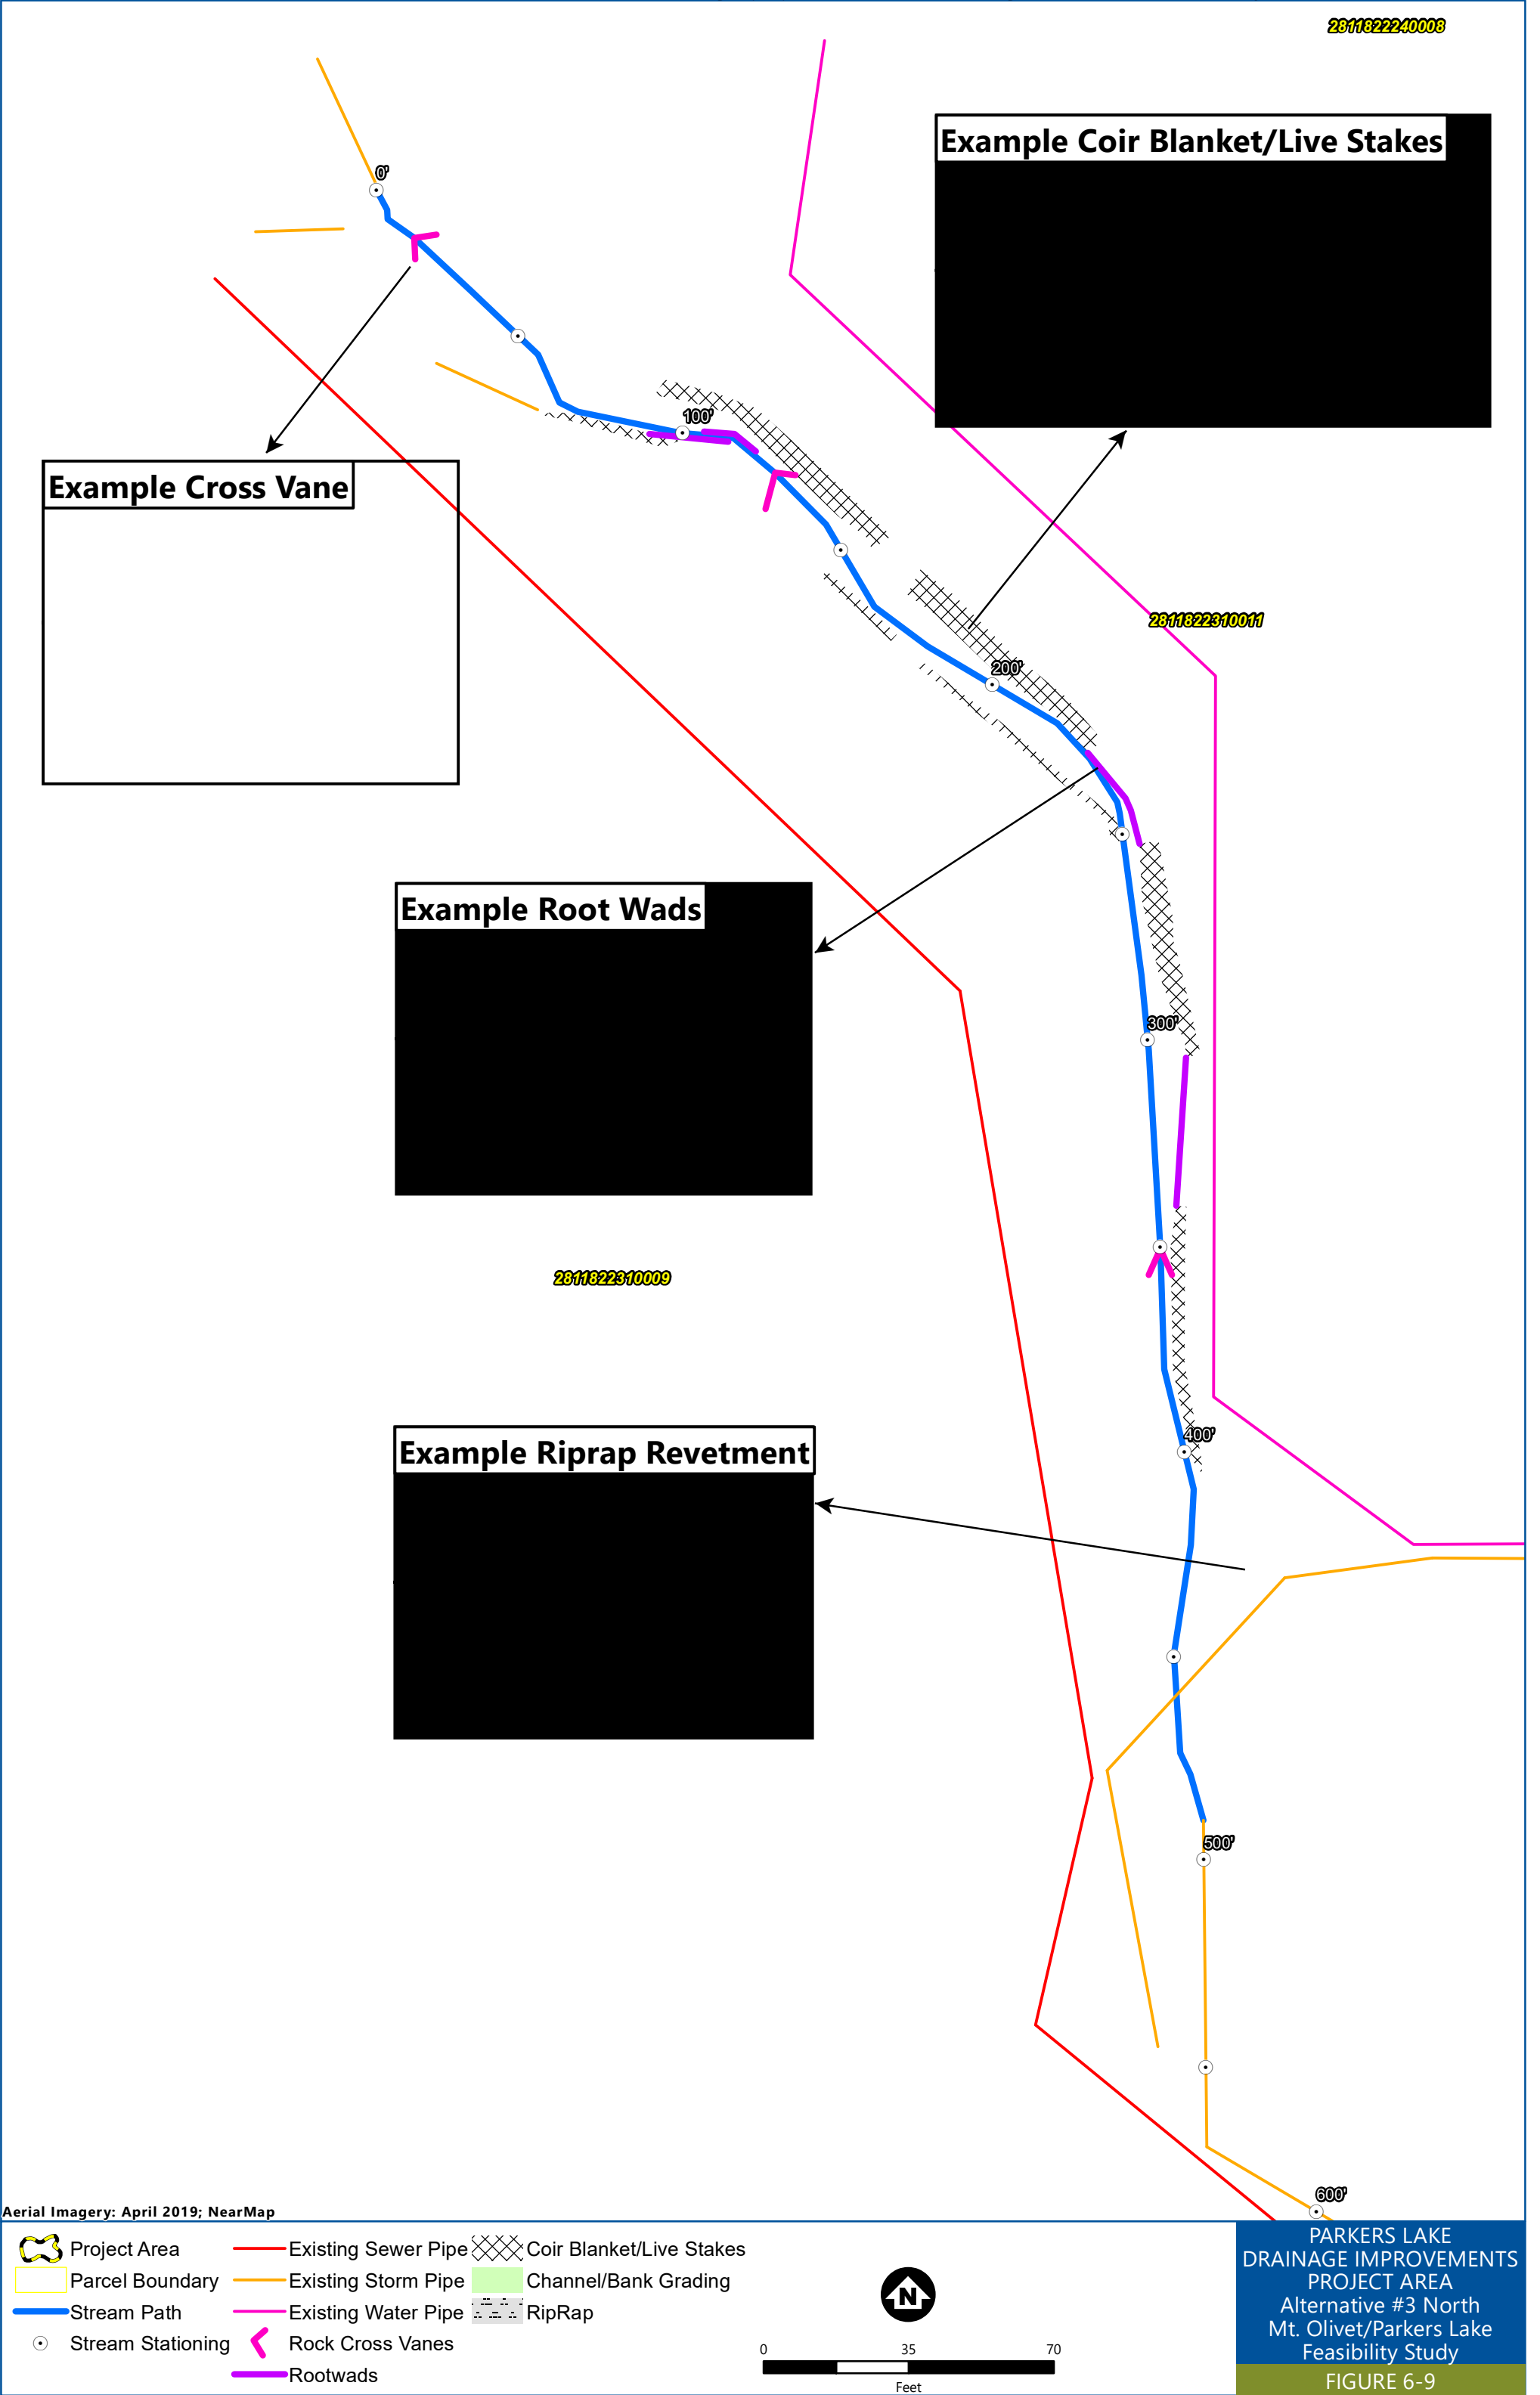 2811822240008
Example Coir Blanket/Live Stakes
0'
100'
Example Cross Vane
2811822310011
200'
Example Root Wads
300'
2811822310009
400'
Example Riprap Revetment
500'
600'
Aerial Imagery: April 2019; NearMap
Project Area
Parcel Boundary
Stream Path
Stream Stationing
Existing Sewer Pipe
Existing Storm Pipe
Existing Water Pipe
Rock Cross Vanes
Rootwads
Coir Blanket/Live Stakes
Channel/Bank Grading
RipRap
N
0 35 70
Feet
PARKERS LAKE
DRAINAGE IMPROVEMENTS
PROJECT AREA
Alternative #3 North
Mt. Olivet/Parkers Lake
Feasibility Study
FIGURE 6-9